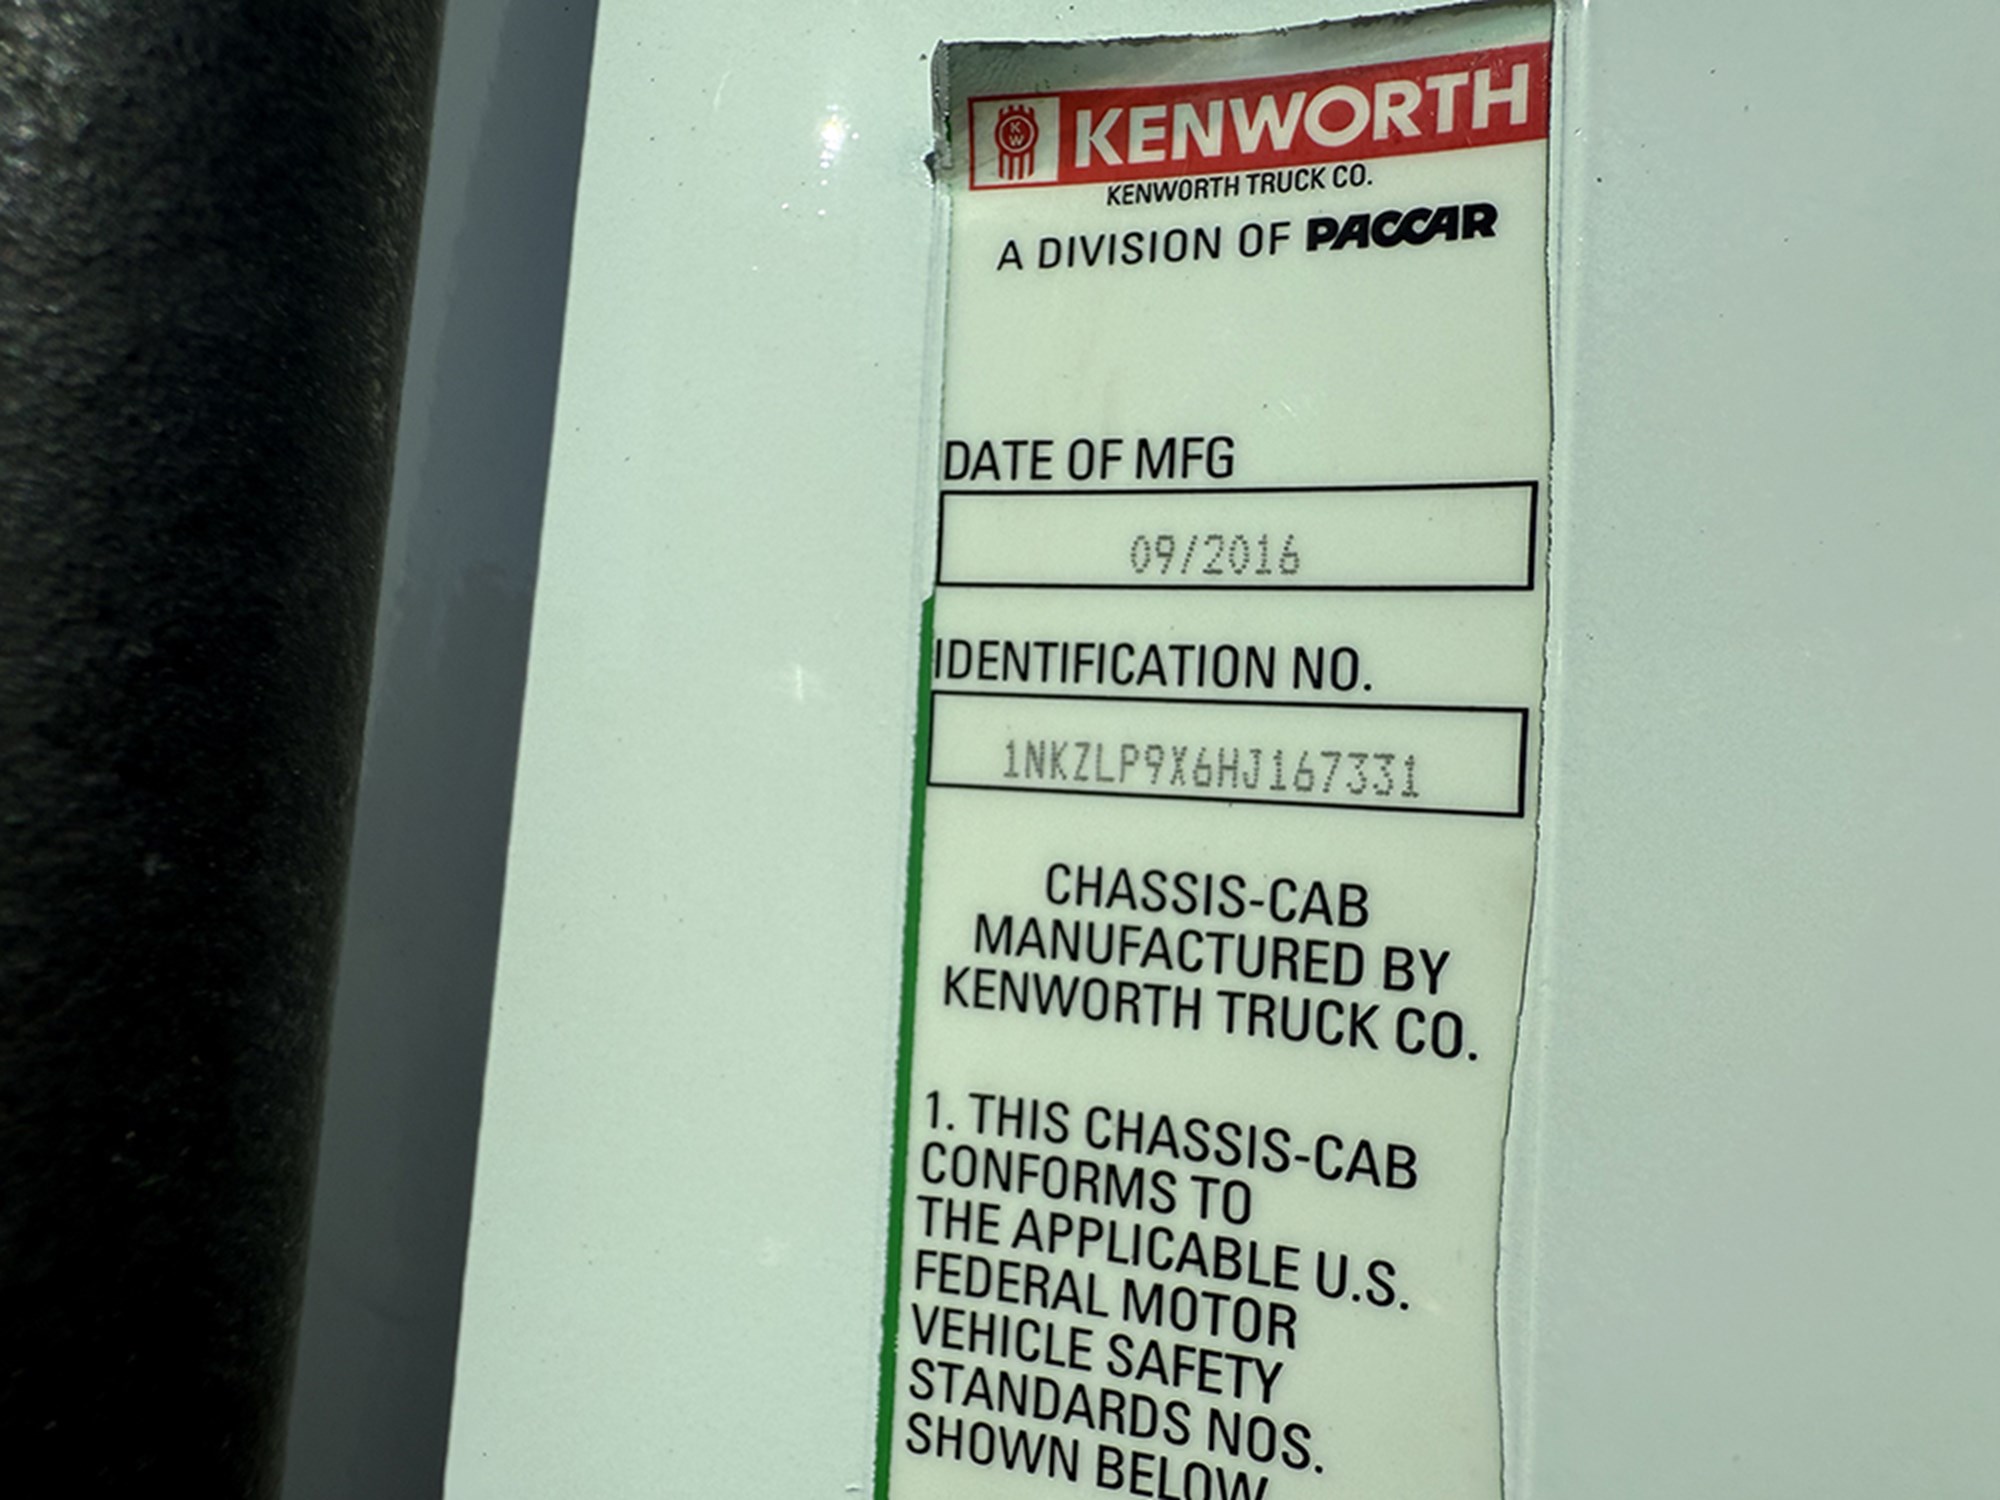 KW KENWORTH
KENWORTH TRUCK CO.
A DIVISION OF PACCAR
DATE OF MFG
09/2016
IDENTIFICATION NO.
1NKZLP9X6HJ167331
CHASSIS-CAB
MANUFACTURED BY
KENWORTH TRUCK CO.
1. THIS CHASSIS-CAB
CONFORMS TO
THE APPLICABLE U.S.
FEDERAL MOTOR
VEHICLE SAFETY
STANDARDS NOS.
SHOWN BELOW